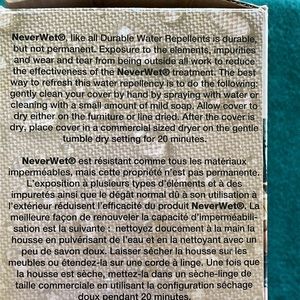 NeverWet®, like all Durable Water Repellents is durable,
but not permanent. Exposure to the elements, impurities
and wear and tear from being outside all work to reduce
the effectiveness of the NeverWet® treatment. The best
way to refresh this water repellency is to do the following:
gently clean your cover by hand by spraying with water or
cleaning with a small amount of mild soap. Allow cover to
dry either on the furniture or line dried. After the cover is
dry, place cover in a commercial sized dryer on the gentle
tumble dry setting for 20 minutes.
NeverWet® est résistant comme tous les matériaux
imperméables, mais cette propriété n'est pas permanente.
L'exposition à plusieurs types d'éléments et à des
impuretés ainsi que le dégât normal dû à son utilisation à
l'extérieur réduisent l'efficacité du produit NeverWet®. La
meilleure façon de renouveler la capacité d'imperméabili-
sation est la suivante : nettoyez doucement à la main la
housse en pulvérisant de l'eau et en la nettoyant avec un
peu de savon doux. Laissez sécher la housse sur les
meubles ou étendez-la sur une corde à linge. Une fois que
la housse est sèche, mettez-la dans un sèche-linge de
taille commerciale en utilisant la configuration séchage
doux pendant 20 minutes.